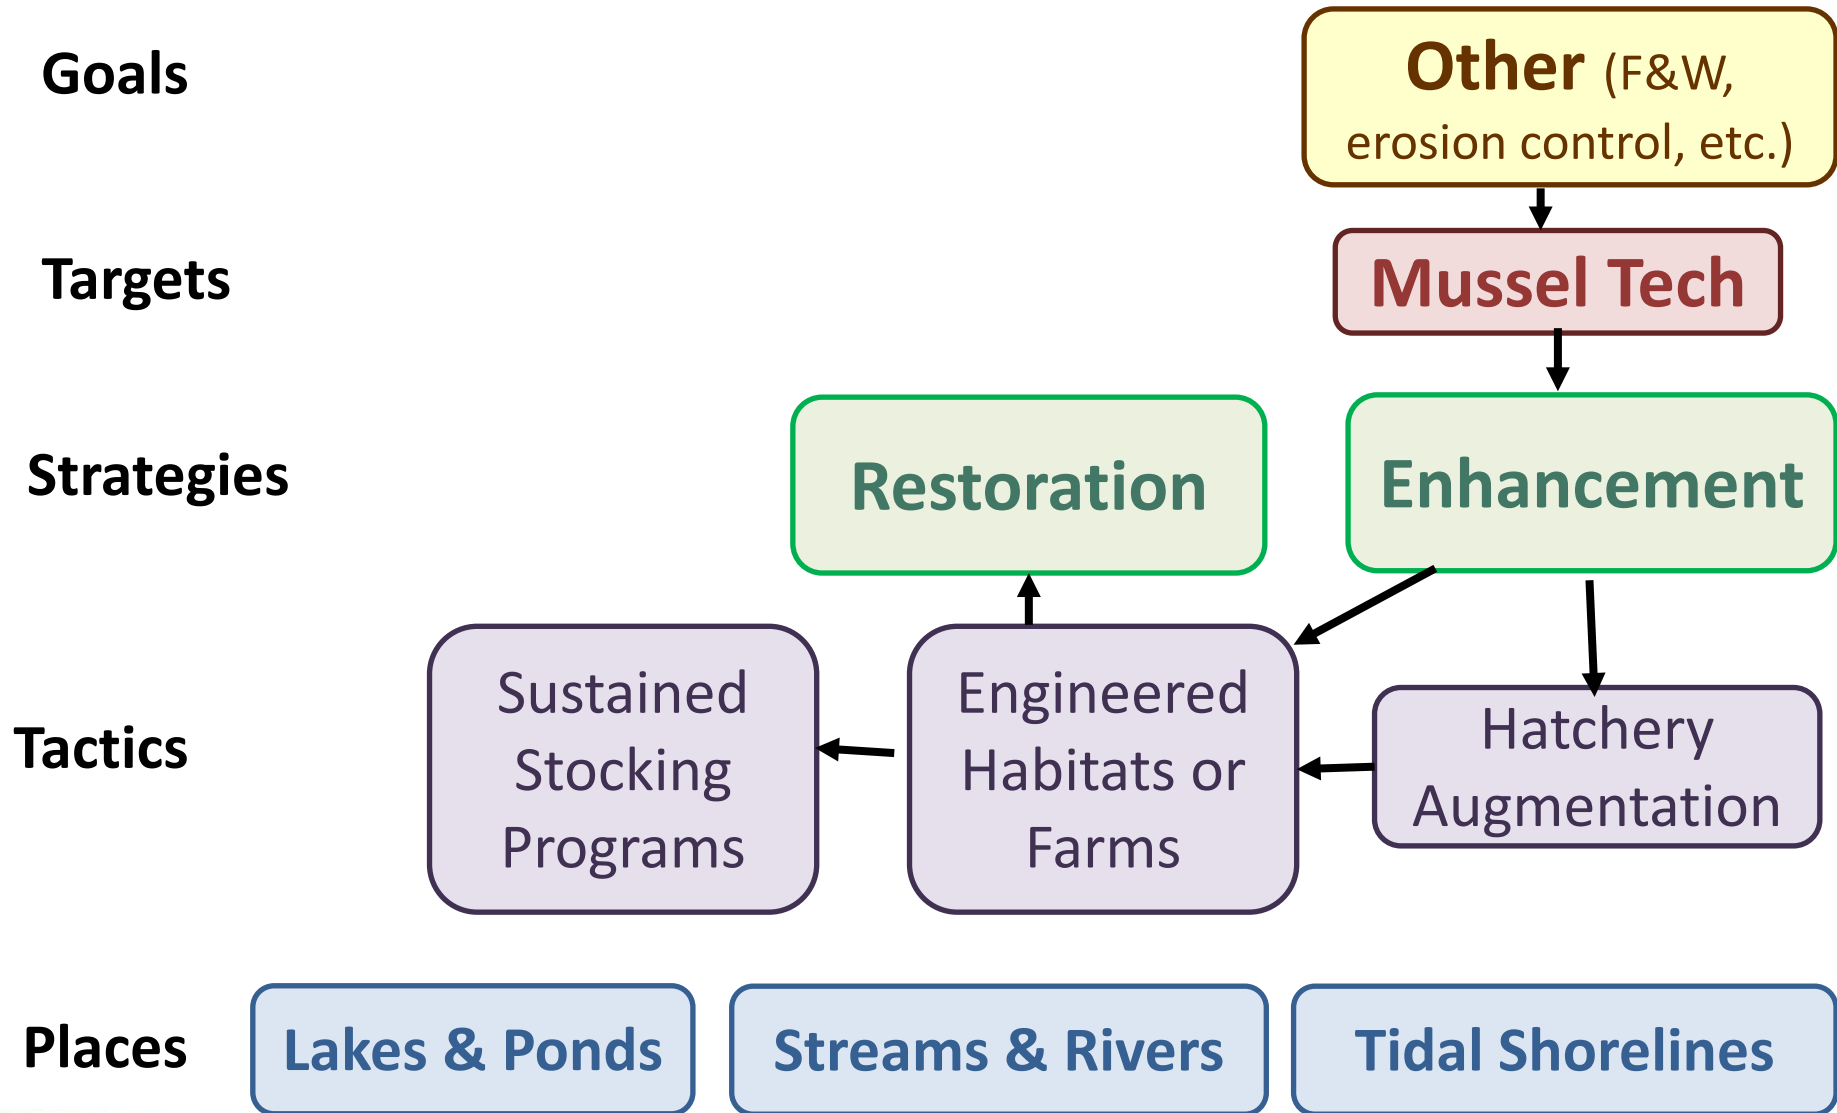 Goals
Other (F&W,
erosion control, etc.)
Targets
Mussel Tech
Strategies
Restoration
Enhancement
Tactics
Sustained
Stocking
Programs
Engineered
Habitats or
Farms
Hatchery
Augmentation
Places
Lakes & Ponds
Streams & Rivers
Tidal Shorelines